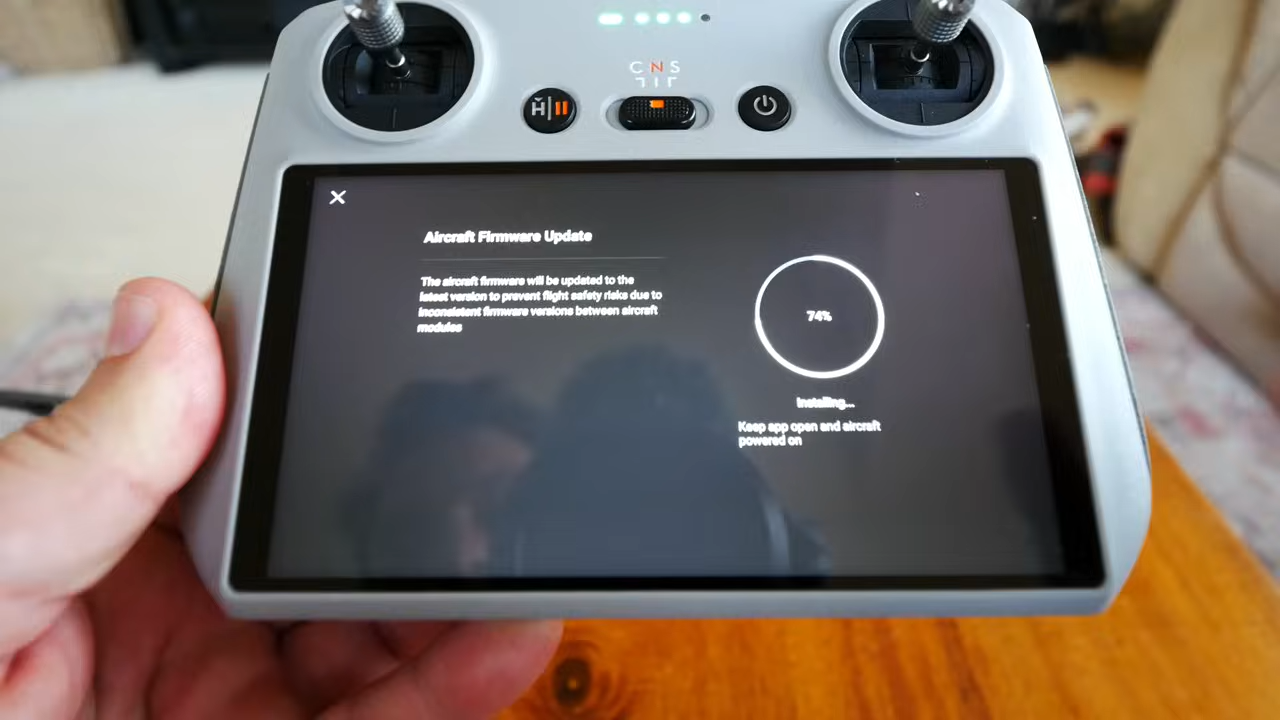 C N S
H
Aircraft Firmware Update
The aircraft firmware will be updated to the
latest version to prevent flight safety risks due to
inconsistent firmware versions between aircraft
modules
74%
Installing...
Keep app open and aircraft
powered on